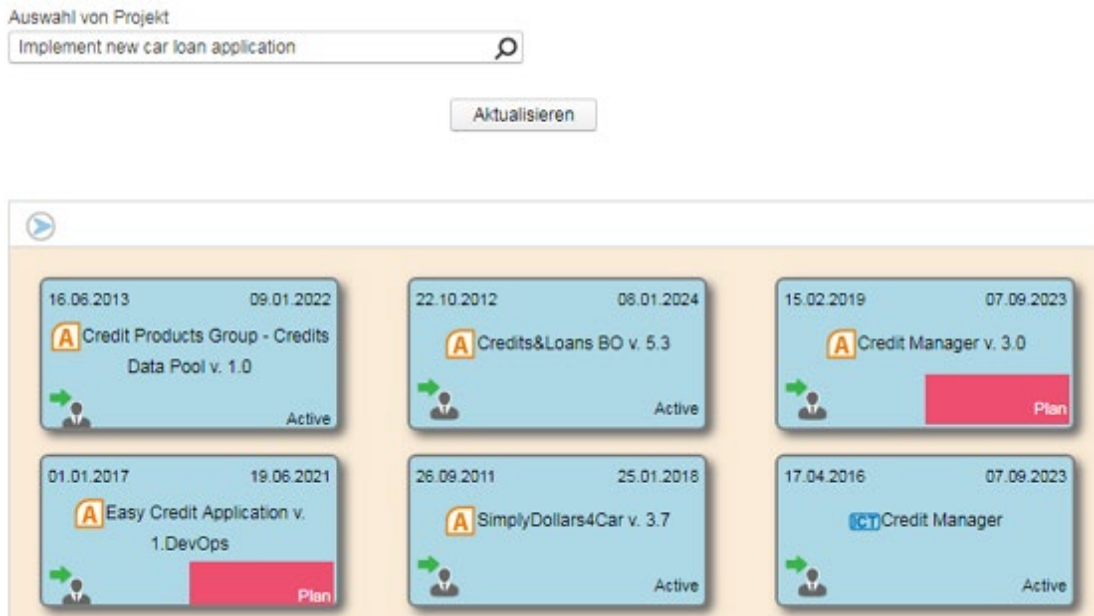 Auswahl von Projekt
Implement new car loan application
Aktualisieren
16.06.2013 09.01.2022
A Credit Products Group - Credits
Data Pool v. 1.0
Active
22.10.2012 08.01.2024
A Credits&Loans BO v. 5.3
Active
15.02.2019 07.09.2023
A Credit Manager v. 3.0
Plan
01.01.2017 19.06.2021
A Easy Credit Application v.
1.DevOps
Plan
26.09.2011 25.01.2018
A SimplyDollars4Car v. 3.7
Active
17.04.2016 07.09.2023
ICT Credit Manager
Active